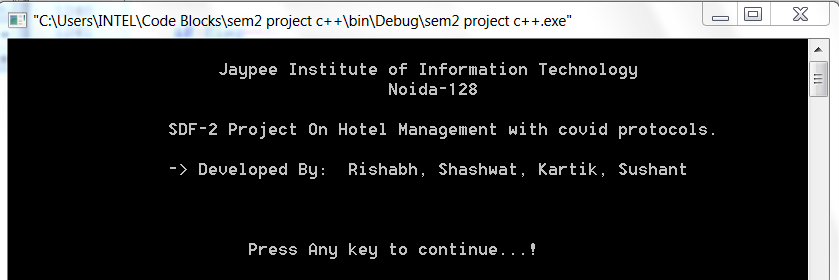 "C:\Users\INTEL\Code Blocks\sem2 project c++\bin\Debug\sem2 project c++.exe"
Jaypee Institute of Information Technology
Noida-128
SDF-2 Project On Hotel Management with covid protocols.
-> Developed By:  Rishabh, Shashwat, Kartik, Sushant
Press Any key to continue...!